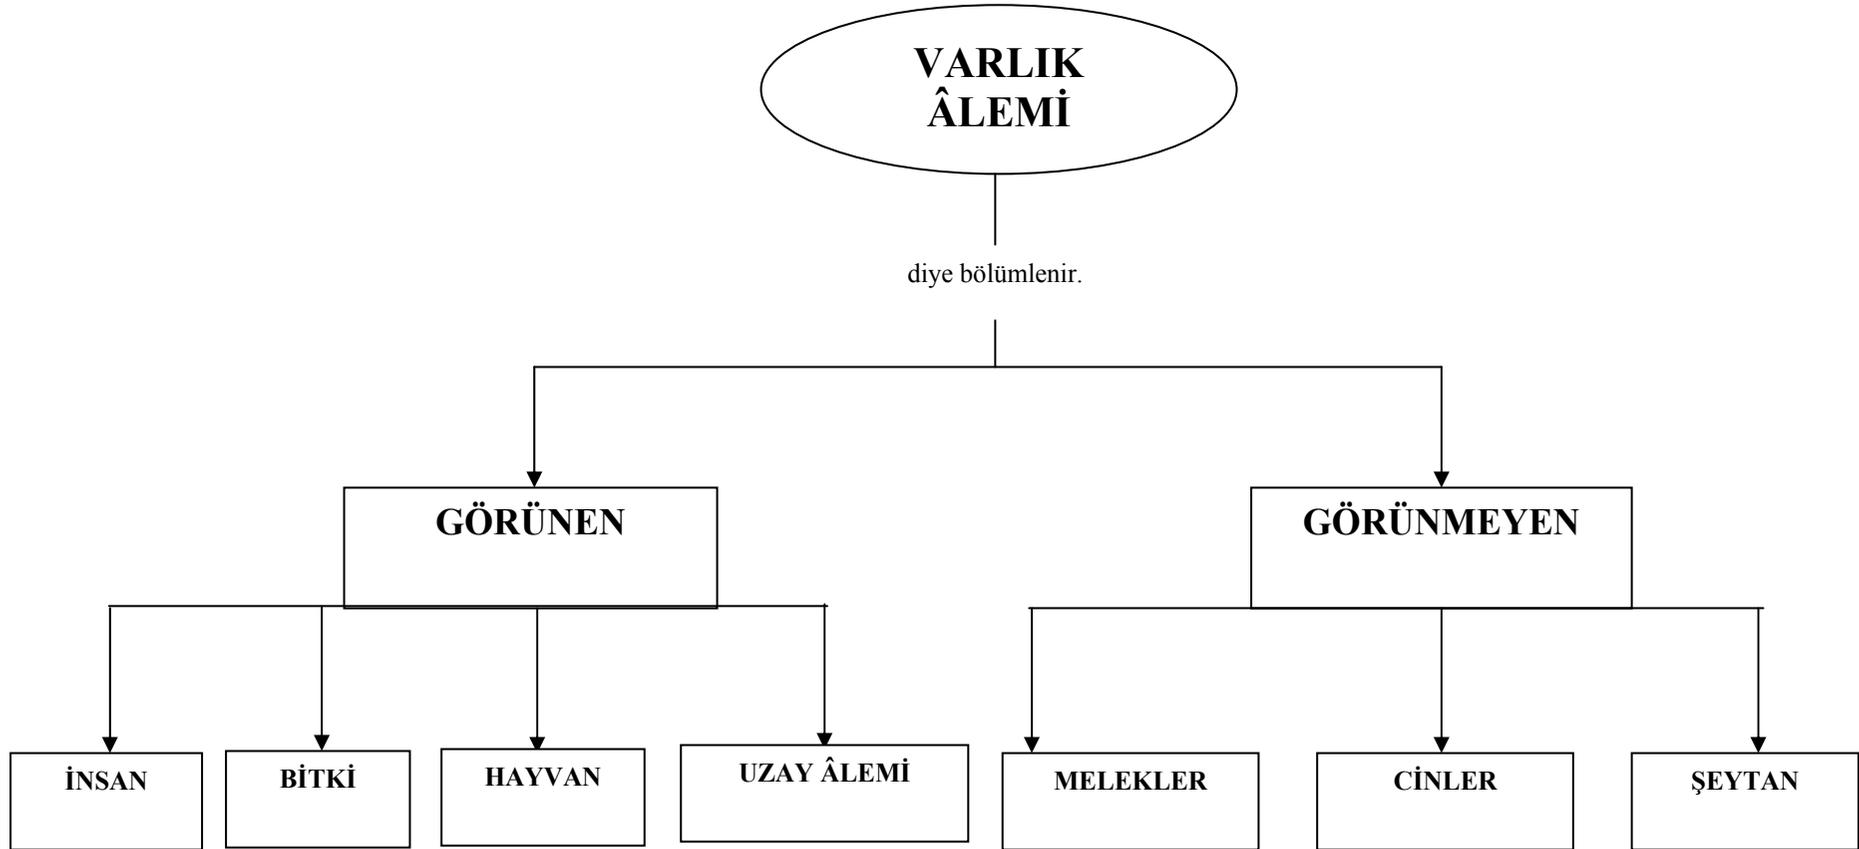 VARLIK
ÂLEMİ
diye bölümlenir.
GÖRÜNEN
GÖRÜNMEYEN
İNSAN
BİTKİ
HAYVAN
UZAY ÂLEMİ
MELEKLER
CİNLER
ŞEYTAN